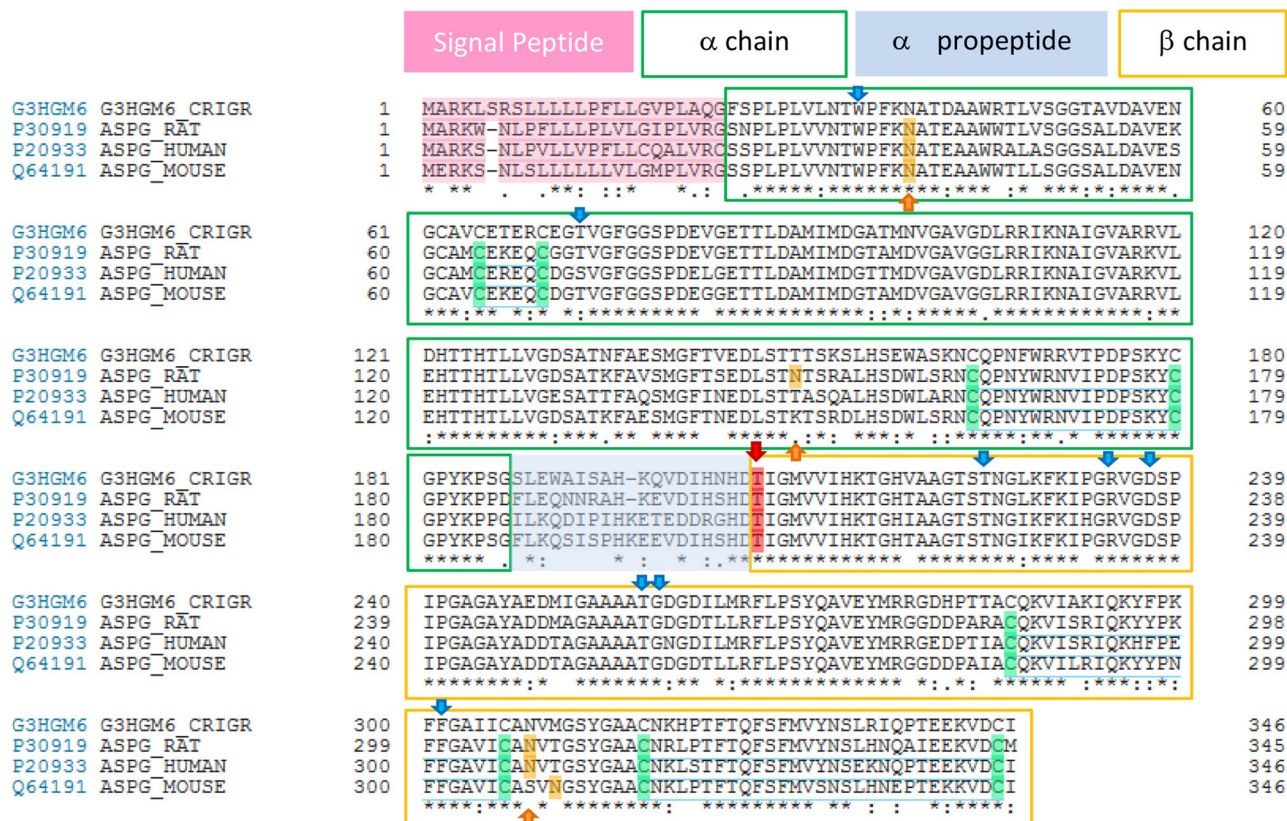 Signal Peptide α chain α propeptide β chain
G3HGM6 G3HGM6_CRIGR 1 MARKLSRSLLLLLPFLLGVPLAQGFSPLPLVLNTWPFKNATDAAWRTLVSGGTAVDAVEN 60
P30919 ASPG_RAT 1 MARKW-NLPFLLLPLVLGIPLVRGSNPLPLVVNTWPFKNATEAAWWTLVSGGSALDAVEK 59
P20933 ASPG_HUMAN 1 MARKS-NLPVLLVPFLLCQALVRCSSPLPLVVNTWPFKNATEAAWRALASGGSALDAVES 59
Q64191 ASPG_MOUSE 1 MERKS-NLSLLLLLLVLGMPLVRGSSPLPLVVNTWPFKNATEAAWWTLLSGGSALDAVEN 59
* ** . .**: :: *.: .*****:*********:*** :* ***:*:****.
G3HGM6 G3HGM6_CRIGR 61 GCAVCETERCEGTVGFGGSPDEVGETTLDAMIMDGATMNVGAVGDLRRIKNAIGVARRVL 120
P30919 ASPG_RAT 60 GCAMCEKEQCGGTVGFGGSPDEVGETTLDAMIMDGTAMDVGAVGGLRRIKNAIGVARKVL 119
P20933 ASPG_HUMAN 60 GCAMCEREQCDGSVGFGGSPDELGETTLDAMIMDGTTMDVGAVGDLRRIKNAIGVARKVL 119
Q64191 ASPG_MOUSE 60 GCAVCEKEQCDGTVGFGGSPDEGGETTLDAMIMDGTAMDVGAVGGLRRIKNAIGVARRVL 119
***:** *:* *:********* ************::*:*****.************:**
G3HGM6 G3HGM6_CRIGR 121 DHTTHTLLVGDSATNFAESMGFTVEDLSTTTSKSLHSEWASKNCQPNFWRRVTPDPSKYC 180
P30919 ASPG_RAT 120 EHTTHTLLVGDSATKFAVSMGFTSEDLSTNTSRALHSDWLSRNCQPNYWRNVIPDPSKYC 179
P20933 ASPG_HUMAN 120 EHTTHTLLVGESATTFAQSMGFINEDLSTTASQALHSDWLARNCQPNYWRNVIPDPSKYC 179
Q64191 ASPG_MOUSE 120 EHTTHTLLVGDSATKFAESMGFTNEDLSTKTSRDLHSDWLSRNCQPNYWRNVIPDPSKYC 179
:*********:***.** **** *****.:*: ***:* ::*****:**.* *******
G3HGM6 G3HGM6_CRIGR 181 GPYKPSGSLEWAISAH-KQVDIHNHDTIGMVVIHKTGHVAAGTSTNGLKFKIPGRVGDSP 239
P30919 ASPG_RAT 180 GPYKPPDFLEQNNRAH-KEVDIHSHDTIGMVVIHKTGHTAAGTSTNGLKFKIPGRVGDSP 238
P20933 ASPG_HUMAN 180 GPYKPPGILKQDIPIHKETEDDRGHDTIGMVVIHKTGHIAAGTSTNGIKFKIHGRVGDSP 239
Q64191 ASPG_MOUSE 180 GPYKPSGFLKQSISPHKEEVDIHSHDTIGMVVIHKTGHTAAGTSTNGLKFKIPGRVGDSP 239
*****. *: * : * :.************** ********:**** *******
G3HGM6 G3HGM6_CRIGR 240 IPGAGAYAEDMIGAAAATGDGDILMRFLPSYQAVEYMRRGDHPTTACQKVIAKIQKYFPK 299
P30919 ASPG_RAT 239 IPGAGAYADDMAGAAAATGDGDTLLRFLPSYQAVEYMRGGDDPARACQKVISRIQKYYPK 298
P20933 ASPG_HUMAN 240 IPGAGAYADDTAGAAAATGNGDILMRFLPSYQAVEYMRRGEDPTIACQKVISRIQKHFPE 299
Q64191 ASPG_MOUSE 240 IPGAGAYADDTAGAAAATGDGDTLLRFLPSYQAVEYMRGGDDPAIACQKVILRIQKYYPN 299
********:* *******:** *:************* *:.*: ****** :***::*:
G3HGM6 G3HGM6_CRIGR 300 FFGAIICANVMGSYGAACNKHPTFTQFSFMVYNSLRIQPTEEKVDCI 346
P30919 ASPG_RAT 299 FFGAVICANVTGSYGAACNRLPTFTQFSFMVYNSLHNQAIEEKVDCM 345
P20933 ASPG_HUMAN 300 FFGAVICANVTGSYGAACNKLSTFTQFSFMVYNSEKNQPTEEKVDCI 346
Q64191 ASPG_MOUSE 300 FFGAVICASVNGSYGAACNKLPTFTQFSFMVSNSLHNEPTEKKVDCI 346
****:*** * ********: .********* ** : : *:****: